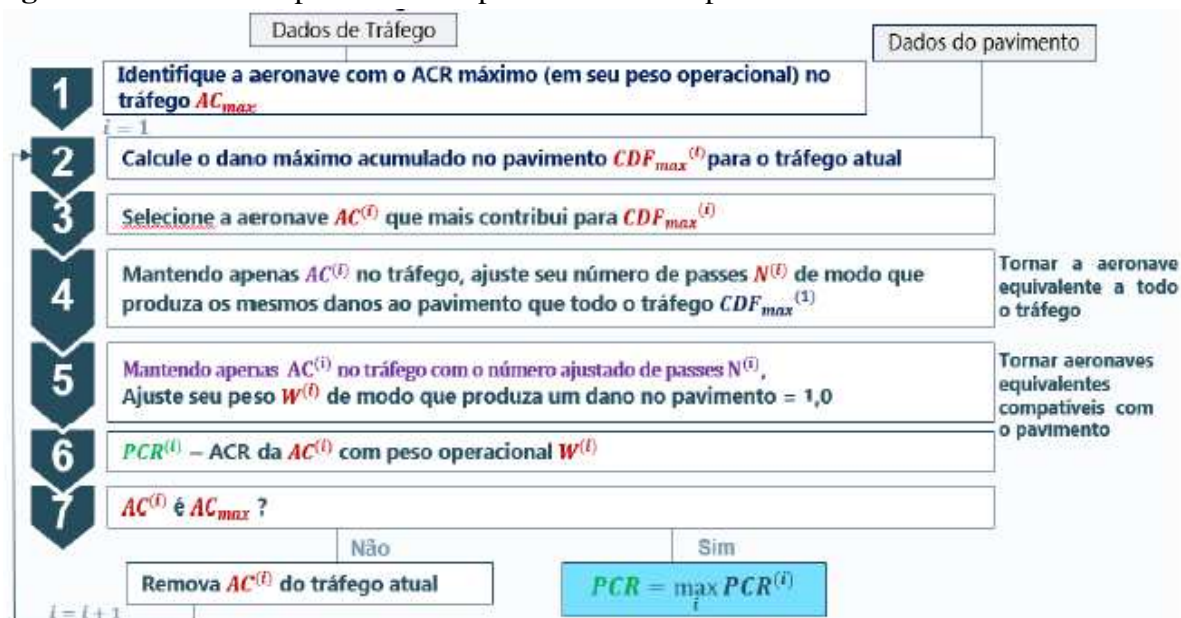 Dados de Tráfego
Dados do pavimento
1
Identifique a aeronave com o ACR máximo (em seu peso operacional) no
tráfego AC_max
i = 1
2
Calcule o dano máximo acumulado no pavimento CDF_max^(i) para o tráfego atual
3
Selecione a aeronave AC^(i) que mais contribui para CDF_max^(i)
4
Mantendo apenas AC^(i) no tráfego, ajuste seu número de passes N^(i) de modo que
produza os mesmos danos ao pavimento que todo o tráfego CDF_max^(1)
Tornar a aeronave
equivalente a todo
o tráfego
5
Mantendo apenas AC^(i) no tráfego com o número ajustado de passes N^(i),
Ajuste seu peso W^(i) de modo que produza um dano no pavimento = 1,0
Tornar aeronaves
equivalentes
compatíveis com
o pavimento
6
PCR^(i) – ACR da AC^(i) com peso operacional W^(i)
7
AC^(i) é AC_max ?
Não
Sim
Remova AC^(i) do tráfego atual
PCR = max_i PCR^(i)
i = i + 1